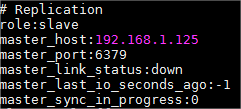 # Replication
role:slave
master_host:192.168.1.125
master_port:6379
master_link_status:down
master_last_io_seconds_ago:-1
master_sync_in_progress:0